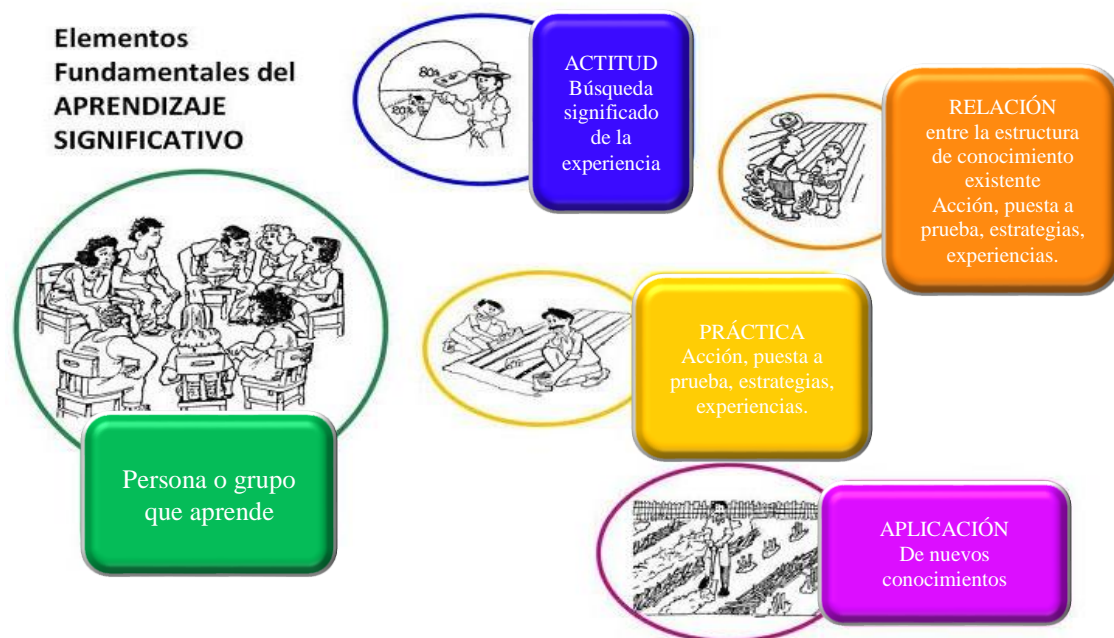 Elementos
Fundamentales del
APRENDIZAJE
SIGNIFICATIVO
ACTITUD
Búsqueda
significado
de la
experiencia
80%
20%
RELACIÓN
entre la estructura
de conocimiento
existente
Acción, puesta a
prueba, estrategias,
experiencias.
PRÁCTICA
Acción, puesta a
prueba, estrategias,
experiencias.
Persona o grupo
que aprende
APLICACIÓN
De nuevos
conocimientos